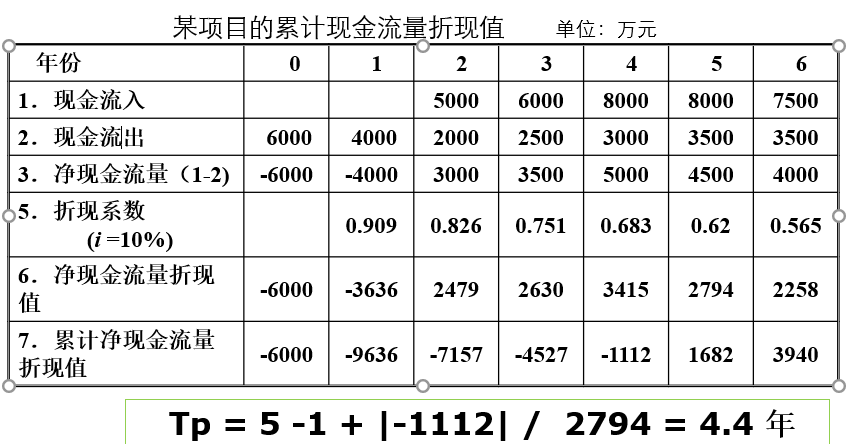 某项目的累计现金流量折现值 单位：万元
年份 0 1 2 3 4 5 6
1．现金流入 5000 6000 8000 8000 7500
2．现金流出 6000 4000 2000 2500 3000 3500 3500
3．净现金流量（1-2) -6000 -4000 3000 3500 5000 4500 4000
5．折现系数
(i =10%) 0.909 0.826 0.751 0.683 0.62 0.565
6．净现金流量折现
值 -6000 -3636 2479 2630 3415 2794 2258
7．累计净现金流量
折现值 -6000 -9636 -7157 -4527 -1112 1682 3940
Tp = 5 -1 + |-1112| / 2794 = 4.4 年